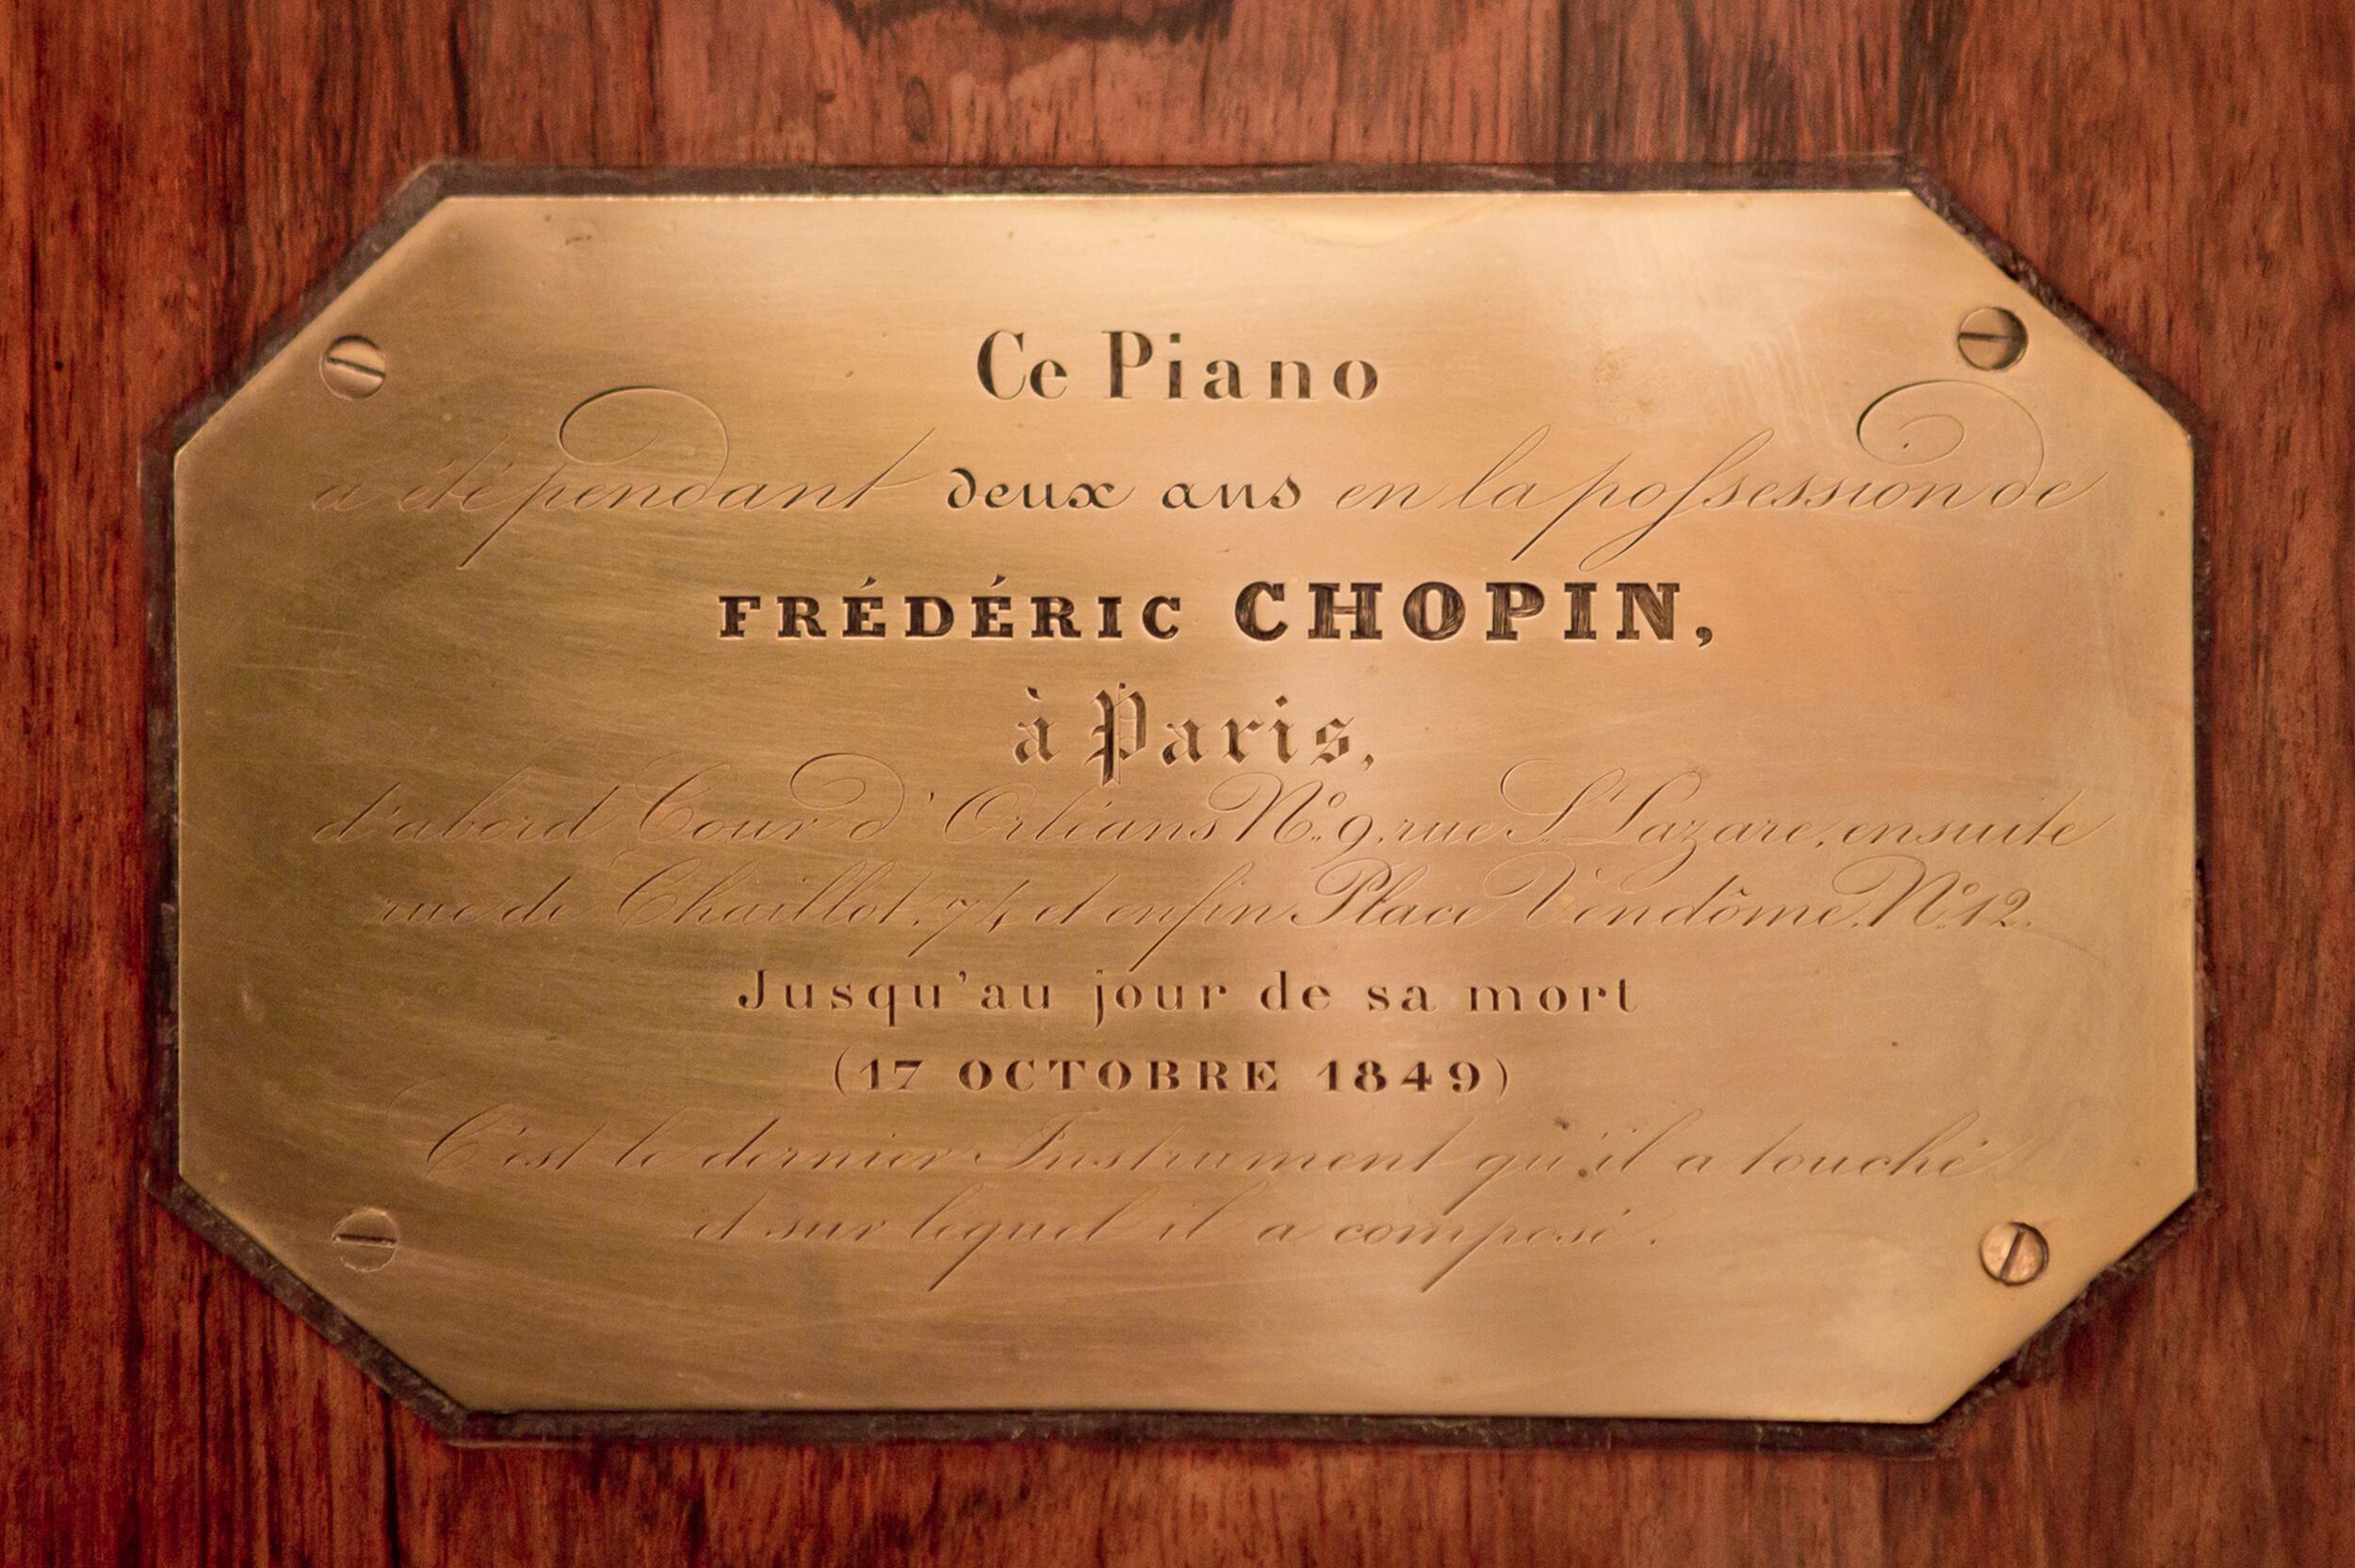 Ce Piano
a été pendant deux ans en la poſsession de
FRÉDÉRIC CHOPIN,
à Paris,
d'abord Cour d'Orléans N.º 9, rue S.t Lazare, ensuite
rue de Chaillot, 74, et enfin Place Vendôme, N.º 12.
Jusqu'au jour de sa mort
(17 OCTOBRE 1849)
C'est le dernier Instrument qu'il a touché
et sur lequel il a composé.